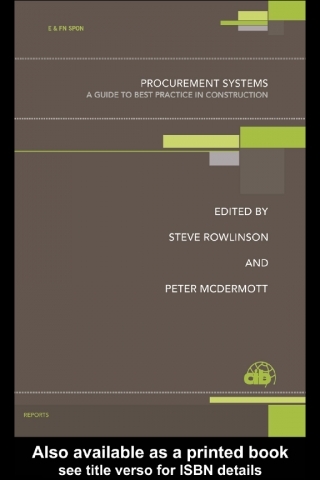 E & FN SPON
PROCUREMENT SYSTEMS
A GUIDE TO BEST PRACTICE IN CONSTRUCTION
EDITED BY
STEVE ROWLINSON
AND
PETER MCDERMOTT
cib
REPORTS
Also available as a printed book
see title verso for ISBN details